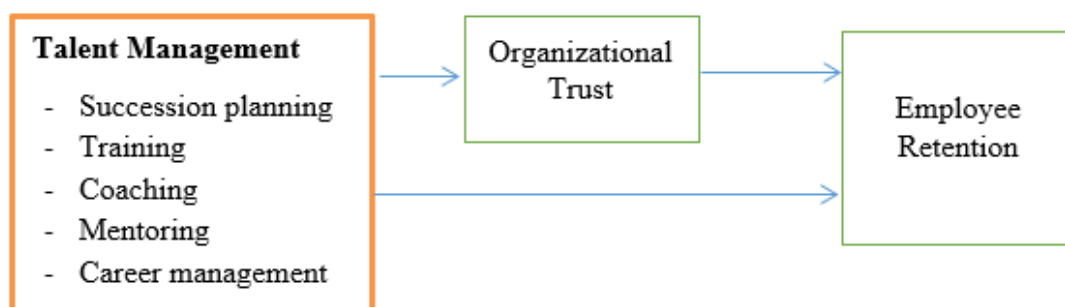 Talent Management
- Succession planning
- Training
- Coaching
- Mentoring
- Career management
Organizational
Trust
Employee
Retention